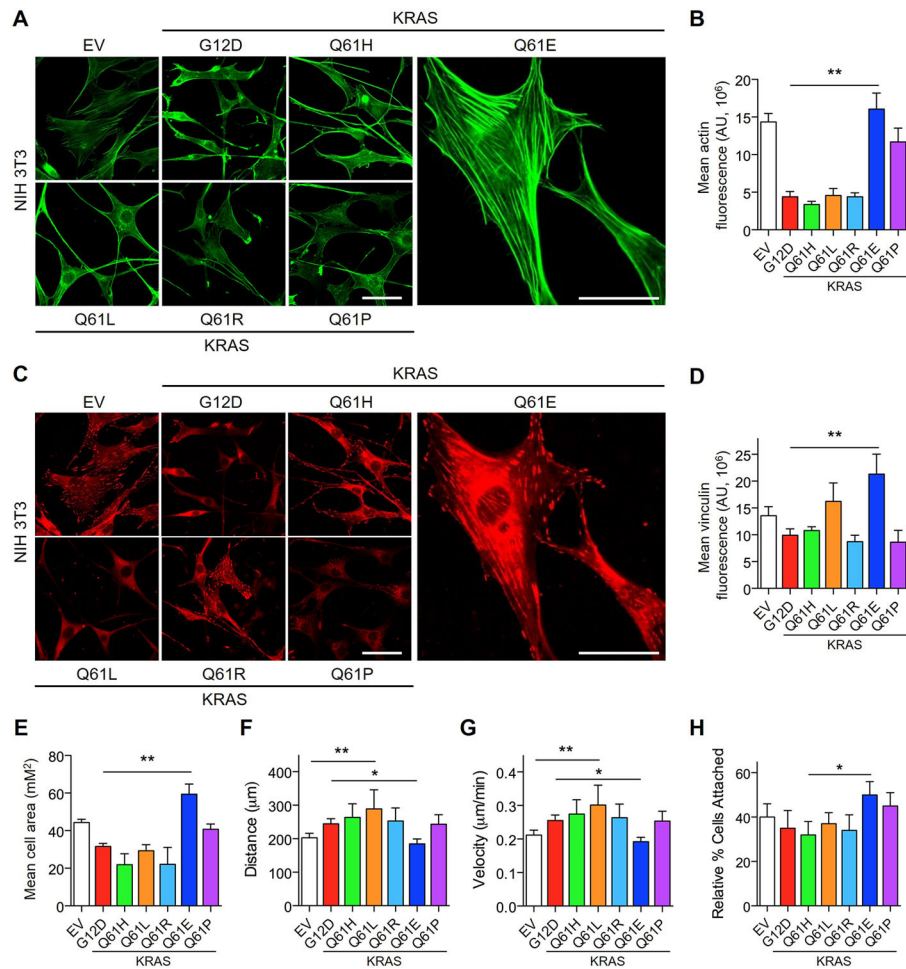 A
KRAS
EV G12D Q61H Q61E
NIH 3T3
Q61L Q61R Q61P
KRAS
B
Mean actin
fluorescence (AU, 10⁶)
20
15
10
5
0
**
EV G12D Q61H Q61L Q61R Q61E Q61P
KRAS
C
KRAS
EV G12D Q61H Q61E
NIH 3T3
Q61L Q61R Q61P
KRAS
D
Mean vinculin
fluorescence (AU, 10⁶)
25
20
15
10
5
0
**
EV G12D Q61H Q61L Q61R Q61E Q61P
KRAS
E
Mean cell area (mM²)
80
60
40
20
0
**
EV G12D Q61H Q61L Q61R Q61E Q61P
KRAS
F
Distance (μm)
400
300
200
100
0
**
*
EV G12D Q61H Q61L Q61R Q61E Q61P
KRAS
G
Velocity (μm/min)
0.4
0.3
0.2
0.1
0.0
**
*
EV G12D Q61H Q61L Q61R Q61E Q61P
KRAS
H
Relative % Cells Attached
60
40
20
0
*
EV G12D Q61H Q61L Q61R Q61E Q61P
KRAS